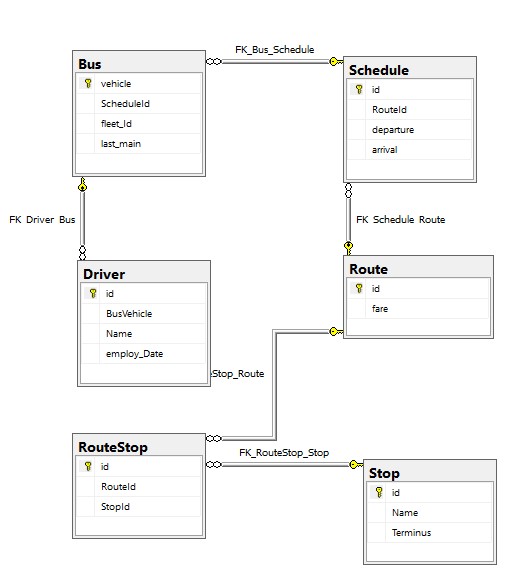 FK_Bus_Schedule
Bus
vehicle
ScheduleId
fleet_Id
last_main
Schedule
id
RouteId
departure
arrival
FK_Driver_Bus
FK_Schedule_Route
Driver
id
BusVehicle
Name
employ_Date
Route
id
fare
Stop_Route
RouteStop
id
RouteId
StopId
FK_RouteStop_Stop
Stop
id
Name
Terminus